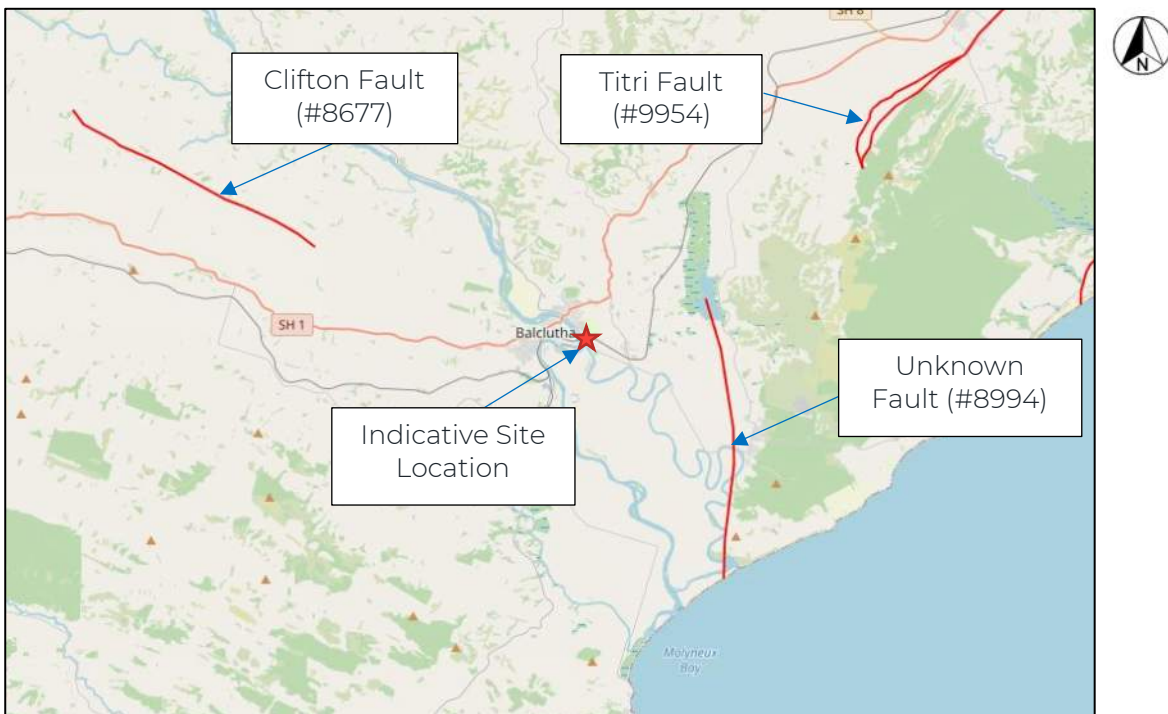 SH 8
N
Clifton Fault
(#8677)
Titri Fault
(#9954)
SH 1
Balclutha
Unknown
Fault (#8994)
Indicative Site
Location
Molyneux
Bay